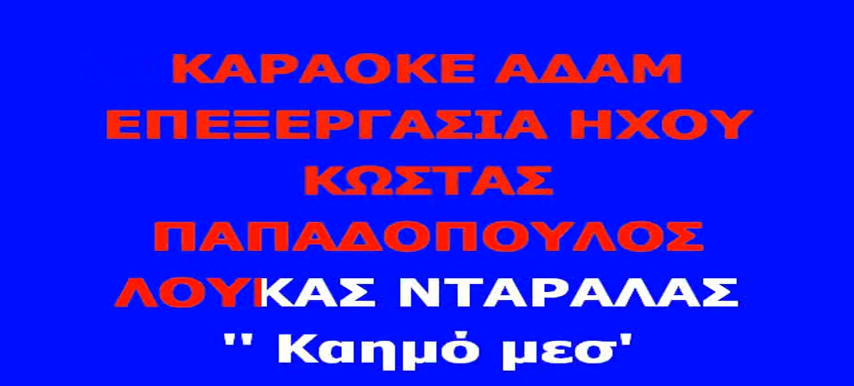 ΚΑΡΑΟΚΕ ΑΔΑΜ
ΕΠΕΞΕΡΓΑΣΙΑ ΗΧΟΥ
ΚΩΣΤΑΣ
ΠΑΠΑΔΟΠΟΥΛΟΣ
ΛΟΥΚΑΣ ΝΤΑΡΑΛΑΣ
'' Καημό μεσ'